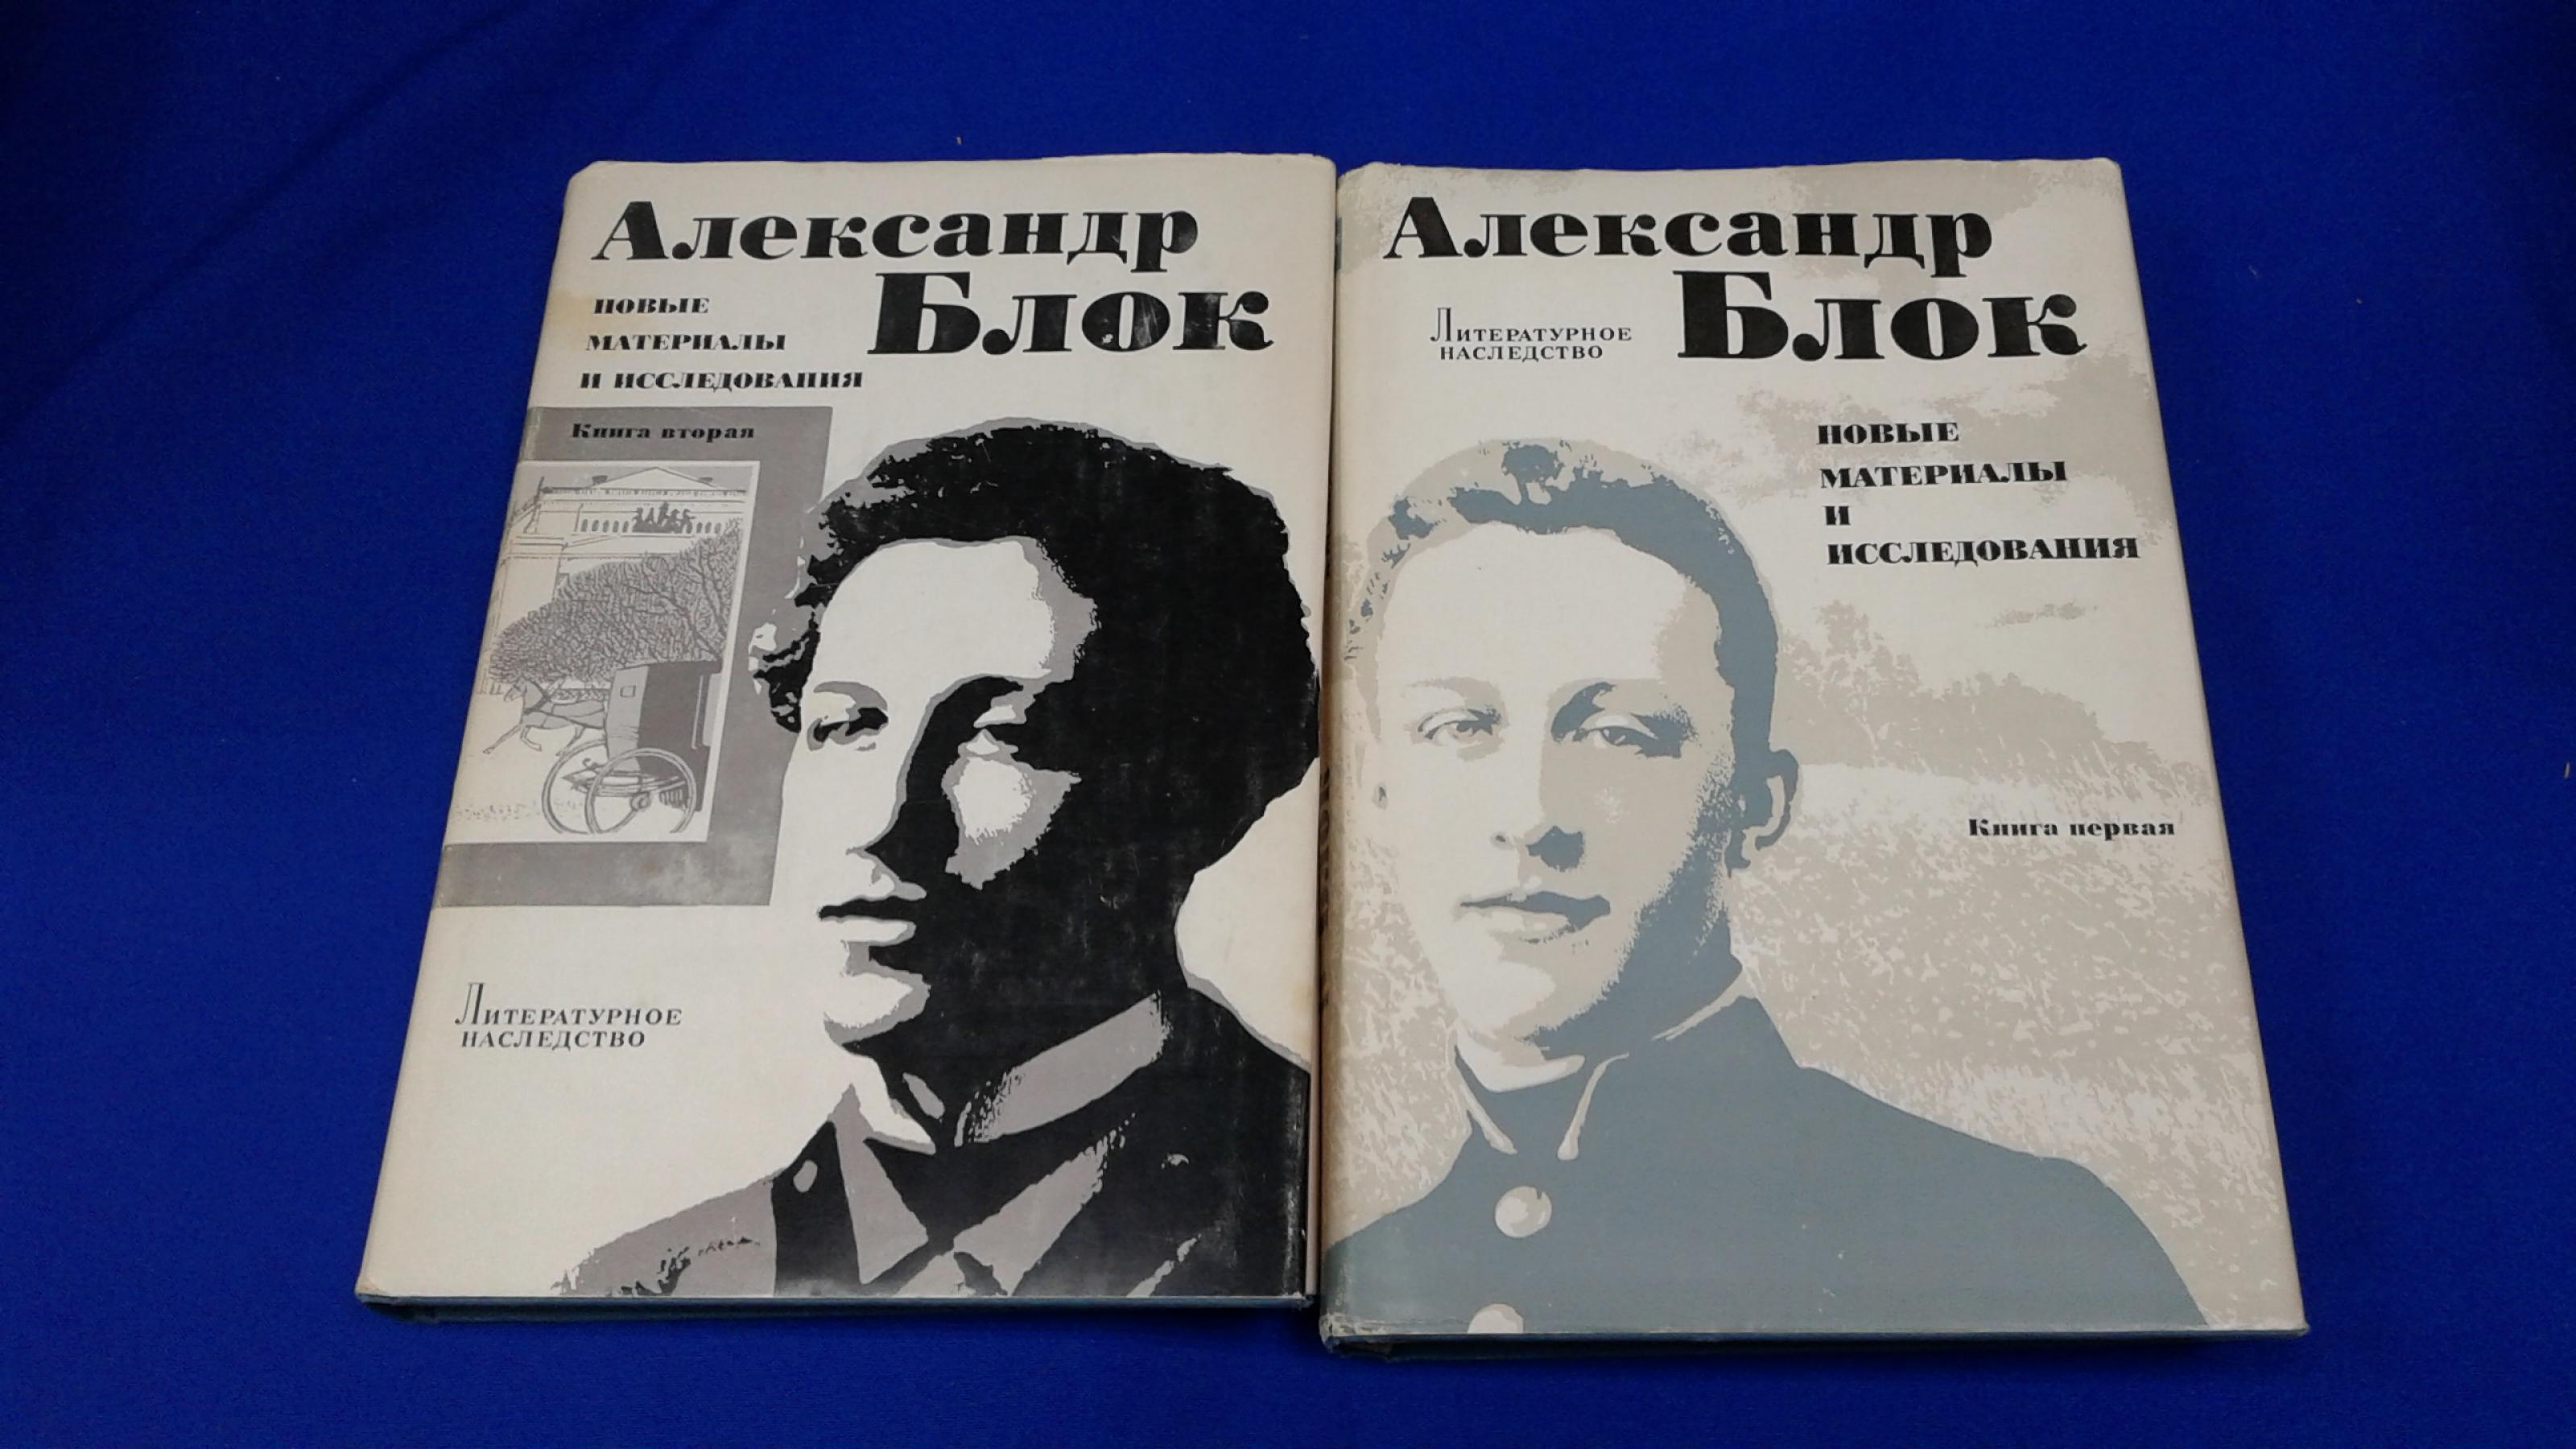 Александр
Блок
НОВЫЕ
МАТЕРИАЛЫ
И ИССЛЕДОВАНИЯ
Книга вторая
ЛИТЕРАТУРНОЕ
НАСЛЕДСТВО
Александр
Блок
ЛИТЕРАТУРНОЕ
НАСЛЕДСТВО
НОВЫЕ
МАТЕРИАЛЫ
И
ИССЛЕДОВАНИЯ
Книга первая